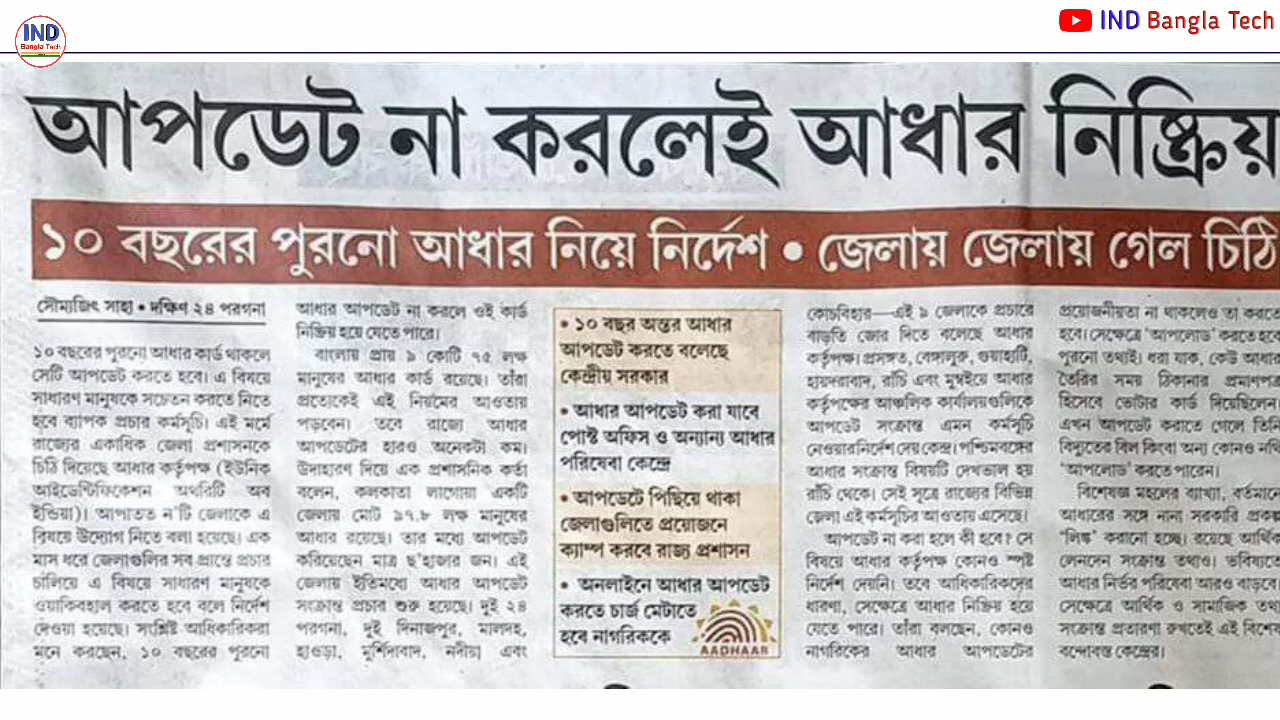 IND
Bangla Tech
IND Bangla Tech
আপডেট না করলেই আধার নিষ্ক্রিয়
১০ বছরের পুরনো আধার নিয়ে নির্দেশ • জেলায় জেলায় গেল চিঠি
সৌম্যজিৎ সাহা • দক্ষিণ ২৪ পরগনা
১০ বছরের পুরনো আধার কার্ড থাকলে
সেটি আপডেট করতে হবে। এ বিষয়ে
সাধারণ মানুষকে সচেতন করতে নিতে
হবে ব্যাপক প্রচার কর্মসূচি। এই মর্মে
রাজ্যের একাধিক জেলা প্রশাসনকে
চিঠি দিয়েছে আধার কর্তৃপক্ষ (ইউনিক
আইডেন্টিফিকেশন অথরিটি অব
ইন্ডিয়া)। আপাতত ন'টি জেলাকে এ
বিষয়ে উদ্যোগ নিতে বলা হয়েছে। এক
মাস ধরে জেলাগুলির সব প্রান্তে প্রচার
চালিয়ে এ বিষয়ে সাধারণ মানুষকে
ওয়াকিবহাল করতে হবে বলে নির্দেশ
দেওয়া হয়েছে। সংশ্লিষ্ট আধিকারিকরা
মনে করছেন, ১০ বছরের পুরনো
আধার আপডেট না করলে ওই কার্ড
নিষ্ক্রিয় হয়ে যেতে পারে।
বাংলায় প্রায় ৯ কোটি ৭৫ লক্ষ
মানুষের আধার কার্ড রয়েছে। তাঁরা
প্রত্যেকেই এই নিয়মের আওতায়
পড়বেন। তবে রাজ্যে আধার
আপডেটের হারও অনেকটা কম।
উদাহরণ দিয়ে এক প্রশাসনিক কর্তা
বলেন, কলকাতা লাগোয়া একটি
জেলায় মোট ৯৭.৮ লক্ষ মানুষের
আধার রয়েছে। তার মধ্যে আপডেট
করিয়েছেন মাত্র ছ'হাজার জন। এই
জেলায় ইতিমধ্যে আধার আপডেট
সংক্রান্ত প্রচার শুরু হয়েছে। দুই ২৪
পরগনা, দুই দিনাজপুর, মালদহ,
হাওড়া, মুর্শিদাবাদ, নদীয়া এবং
• ১০ বছর অন্তর আধার
আপডেট করতে বলেছে
কেন্দ্রীয় সরকার
• আধার আপডেট করা যাবে
পোস্ট অফিস ও অন্যান্য আধার
পরিষেবা কেন্দ্রে
• আপডেটে পিছিয়ে থাকা
জেলাগুলিতে প্রয়োজনে
ক্যাম্প করবে রাজ্য প্রশাসন
• অনলাইনে আধার আপডেট
করতে চার্জ মেটাতে
হবে নাগরিককে
AADHAAR
কোচবিহার—এই ৯ জেলাকে প্রচারে
বাড়তি জোর দিতে বলেছে আধার
কর্তৃপক্ষ। প্রসঙ্গত, বেঙ্গালুরু, গুয়াহাটি,
হায়দরাবাদ, রাঁচি এবং মুম্বইয়ে আধার
কর্তৃপক্ষের আঞ্চলিক কার্যালয়গুলিকে
আপডেট সংক্রান্ত এমন কর্মসূচি
নেওয়ার নির্দেশ দেয় কেন্দ্র। পশ্চিমবঙ্গের
আধার সংক্রান্ত বিষয়টি দেখভাল হয়
রাঁচি থেকে। সেই সূত্রে রাজ্যের বিভিন্ন
জেলা এই কর্মসূচির আওতায় এসেছে।
আপডেট না করা হলে কী হবে? সে
বিষয়ে আধার কর্তৃপক্ষ কোনও স্পষ্ট
নির্দেশ দেয়নি। তবে আধিকারিকদের
ধারণা, সেক্ষেত্রে আধার নিষ্ক্রিয় হয়ে
যেতে পারে। তাঁরা বলছেন, কোনও
নাগরিকের আধার আপডেটের
প্রয়োজনীয়তা না থাকলেও তা করতে
হবে। সেক্ষেত্রে 'আপলোড' করতে হবে
পুরনো তথ্যই। ধরা যাক, কেউ আধার
তৈরির সময় ঠিকানার প্রমাণপত্র
হিসেবে ভোটার কার্ড দিয়েছিলেন।
এখন আপডেট করাতে গেলে তিনি
বিদ্যুতের বিল কিংবা অন্য কোনও নথি
'আপলোড' করতে পারেন।
বিশেষজ্ঞ মহলের ব্যাখ্যা, বর্তমানে
আধারের সঙ্গে নানা সরকারি প্রকল্প
'লিঙ্ক' করানো হচ্ছে। রয়েছে আর্থিক
লেনদেন সংক্রান্ত তথ্যও। ভবিষ্যতে
আধার নির্ভর পরিষেবা আরও বাড়বে।
সেক্ষেত্রে আর্থিক ও সামাজিক তথ্য
সংক্রান্ত প্রতারণা রুখতেই এই বিশেষ
বন্দোবস্ত কেন্দ্রের।